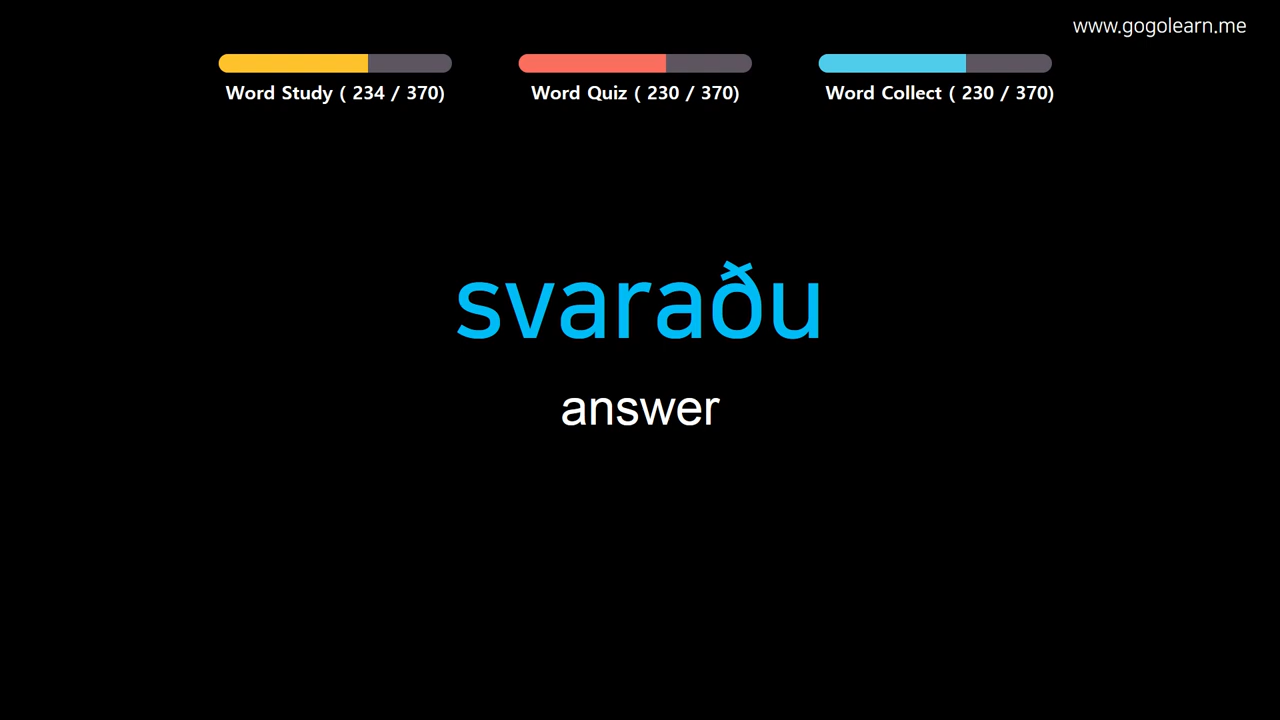 www.gogolearn.me
Word Study ( 234 / 370)
Word Quiz ( 230 / 370)
Word Collect ( 230 / 370)
svaraðu
answer